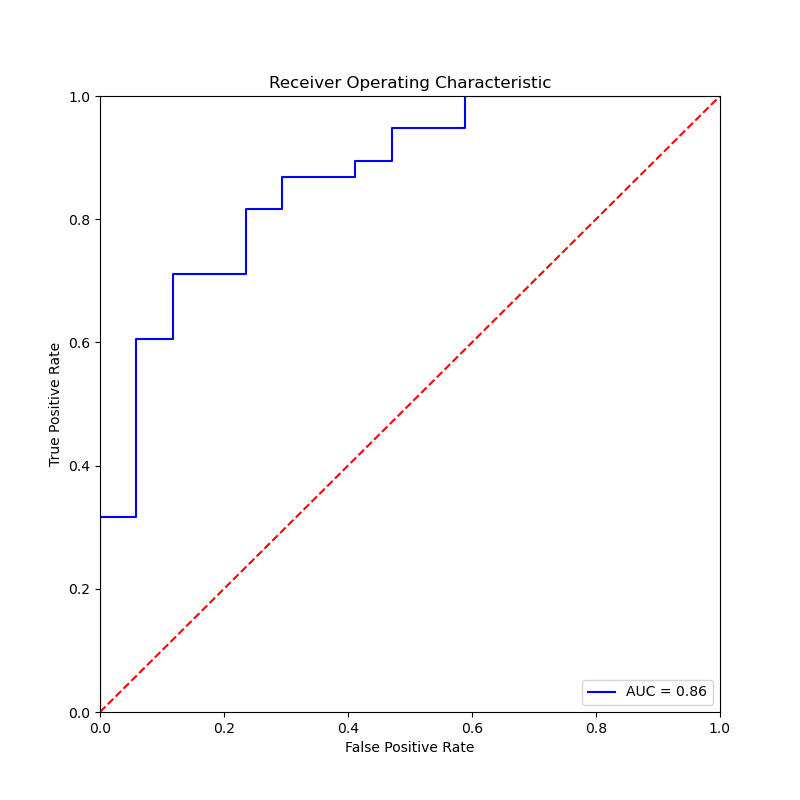 Receiver Operating Characteristic
1.0
0.8
0.6
0.4
0.2
0.0
True Positive Rate
AUC = 0.86
0.0 0.2 0.4 0.6 0.8 1.0
False Positive Rate